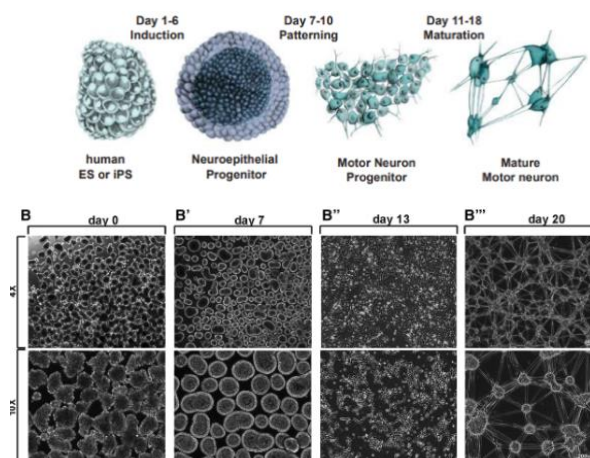 Day 1-6
Induction
Day 7-10
Patterning
Day 11-18
Maturation
human
ES or iPS
Neuroepithelial
Progenitor
Motor Neuron
Progenitor
Mature
Motor neuron
B day 0
B' day 7
B'' day 13
B''' day 20
4X
10X